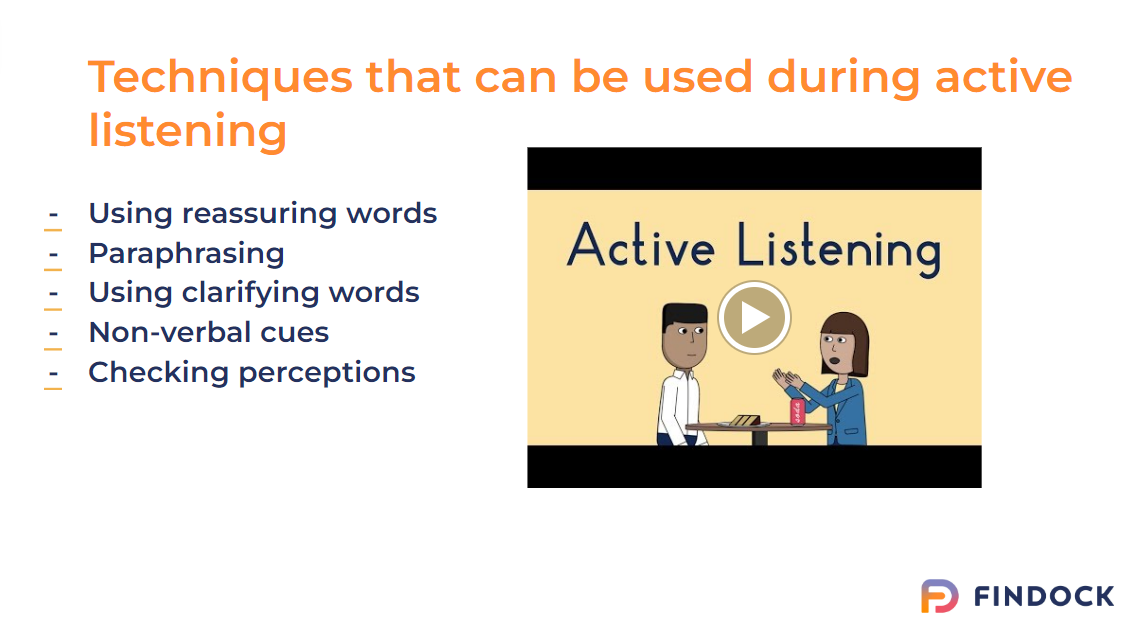 Techniques that can be used during active
listening
- Using reassuring words
- Paraphrasing
- Using clarifying words
- Non-verbal cues
- Checking perceptions
Active Listening
soda
FINDOCK